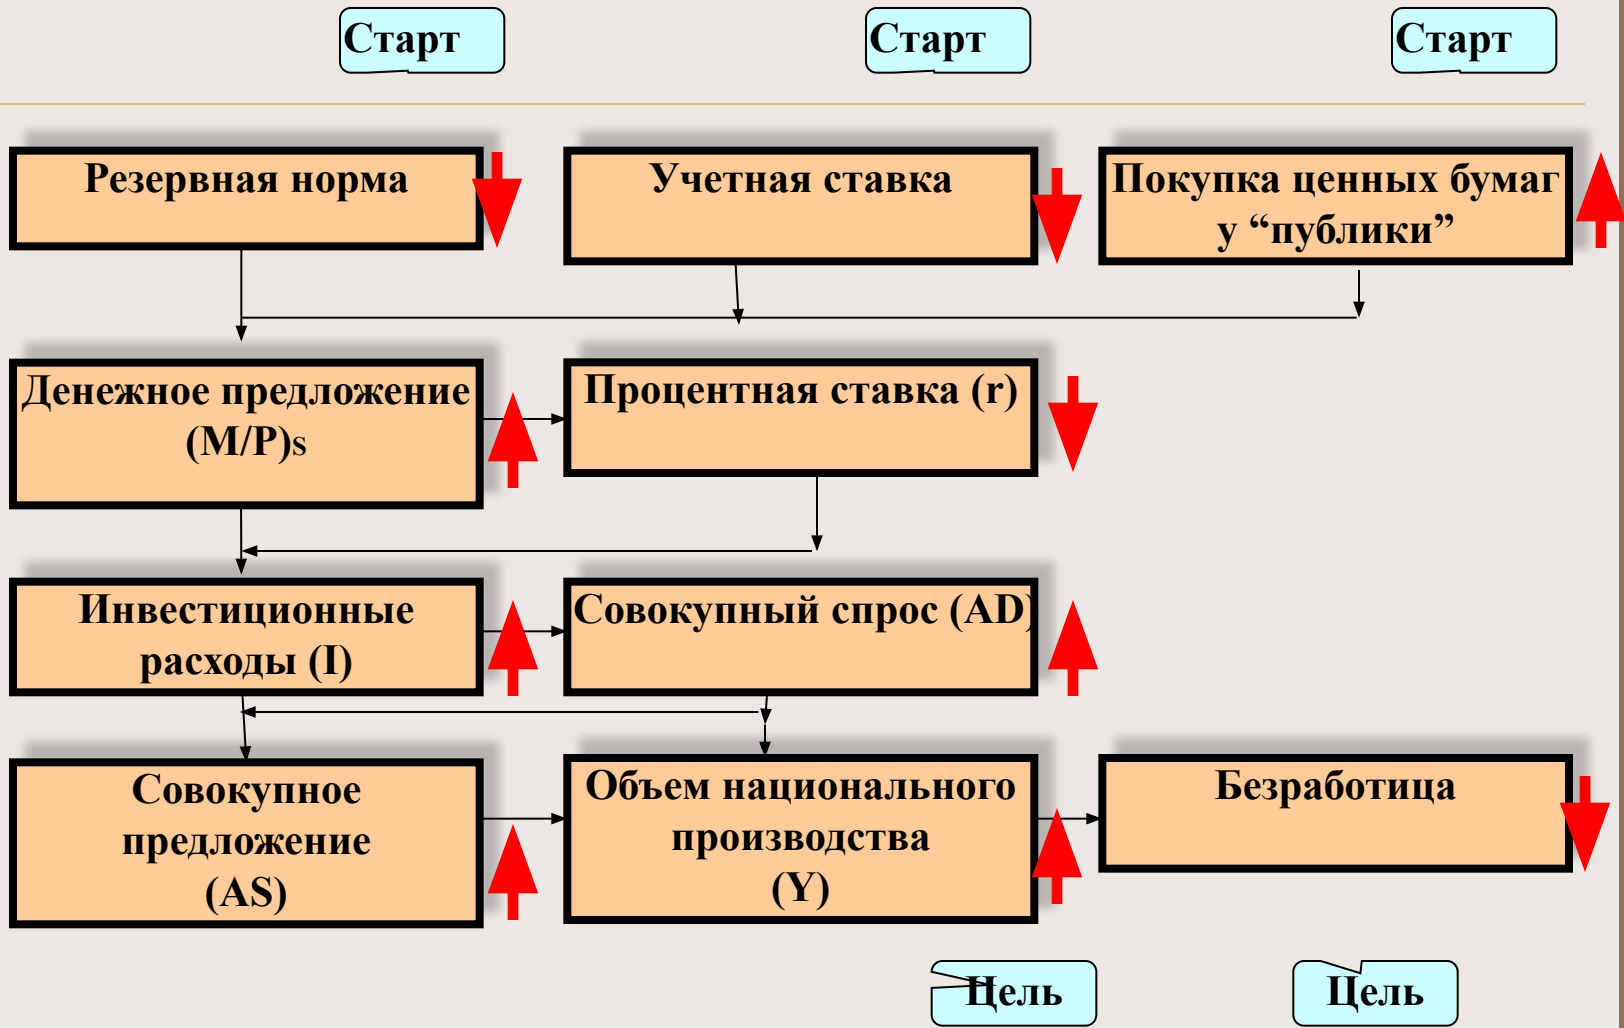 Старт
Старт
Старт
Резервная норма
Учетная ставка
Покупка ценных бумаг
у “публики”
Денежное предложение
(M/P)s
Процентная ставка (r)
Инвестиционные
расходы (I)
Совокупный спрос (AD)
Совокупное
предложение
(AS)
Объем национального
производства
(Y)
Безработица
Цель
Цель